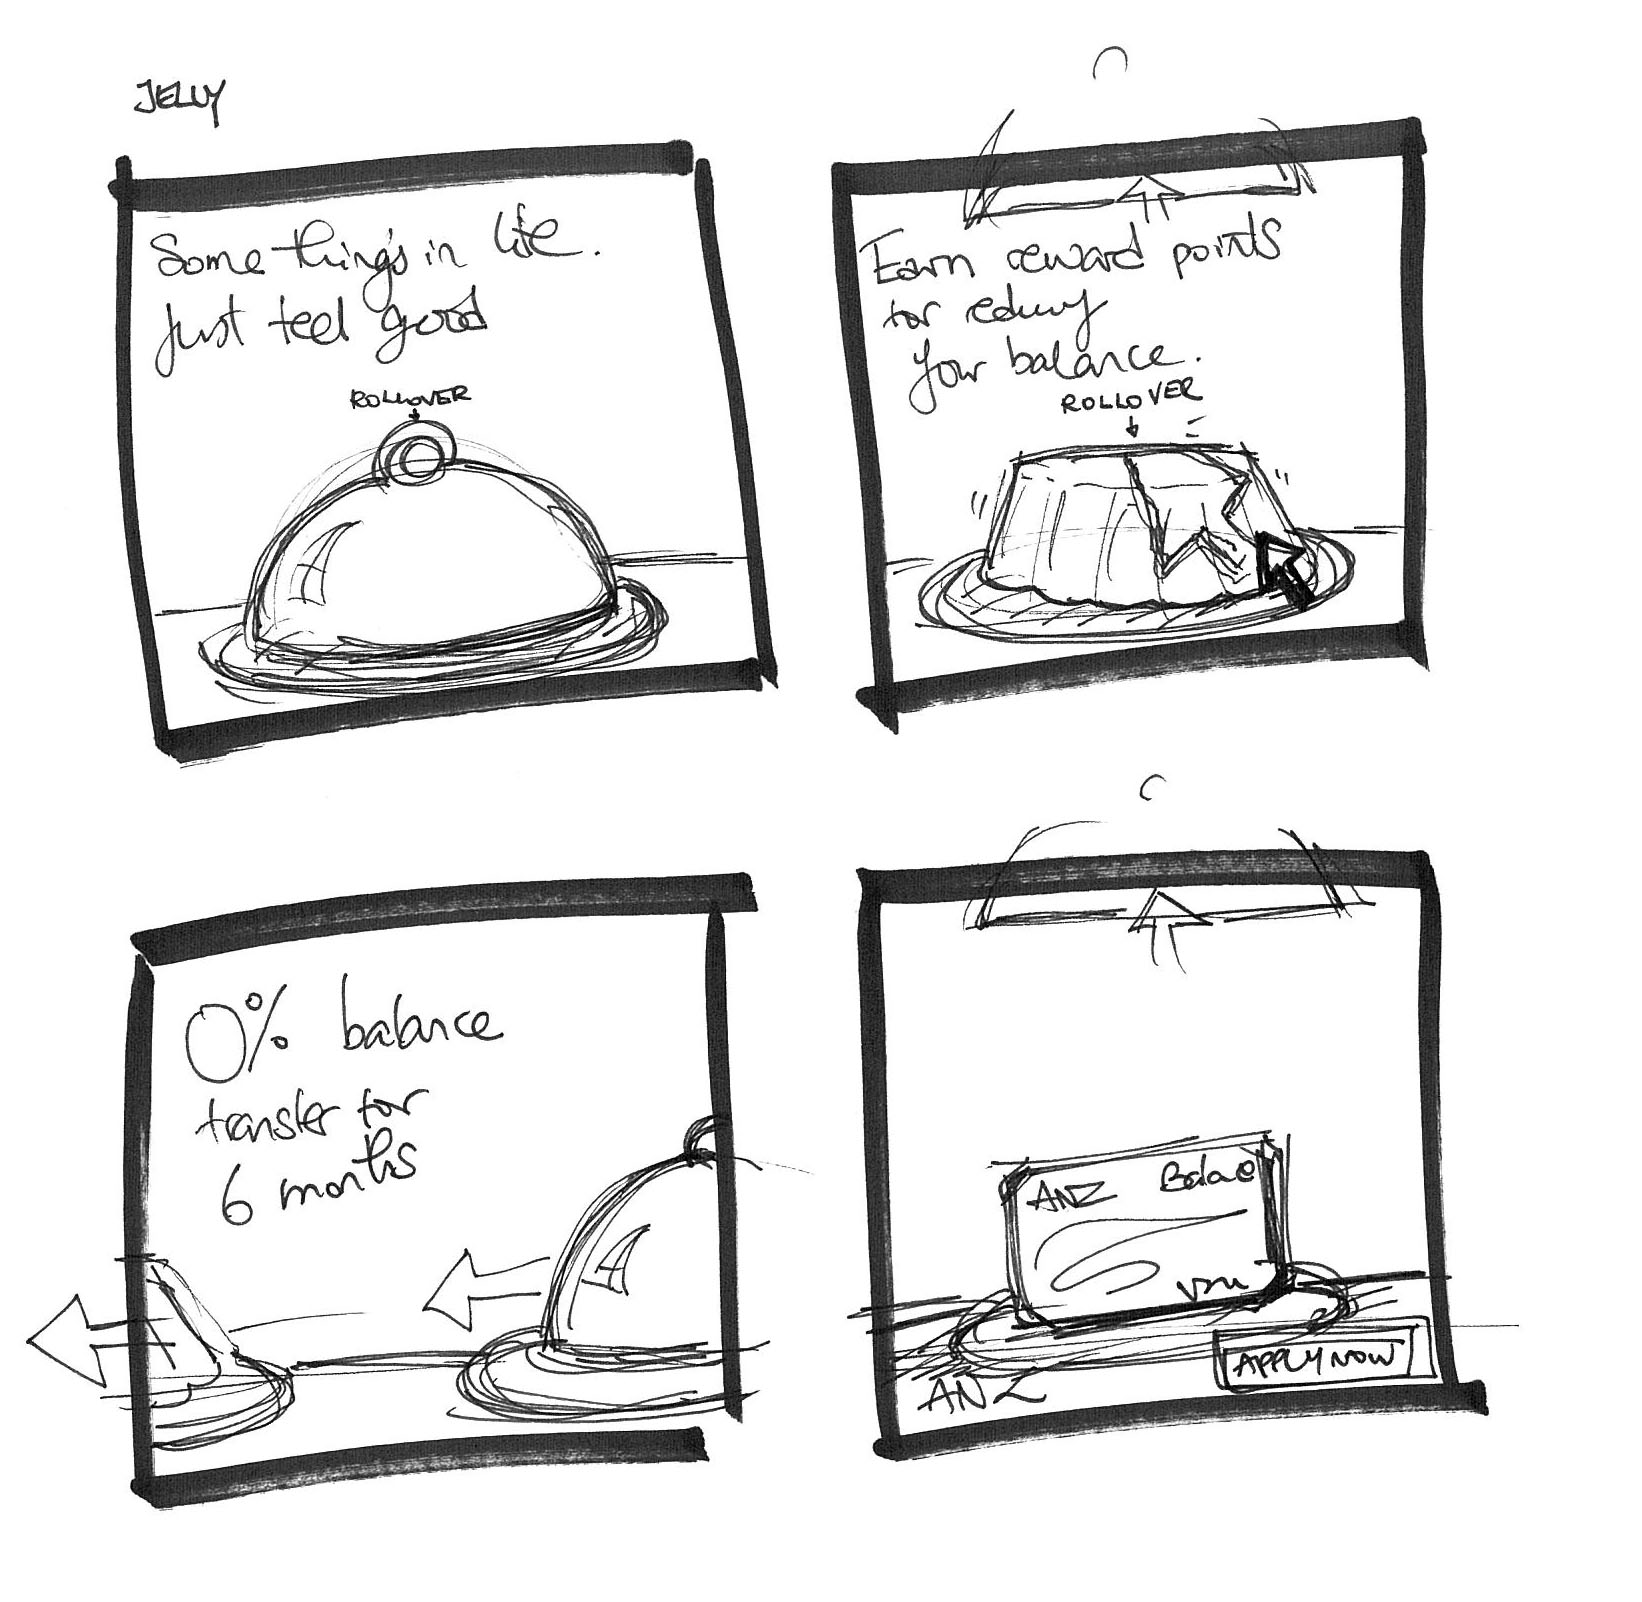 JELLY
Some things in life.
Just feel good
ROLLOVER
Earn reward points
for reducing
your balance.
ROLLOVER
0% balance
transfer for
6 months
ANZ Balance
VISA
APPLY NOW
ANZ